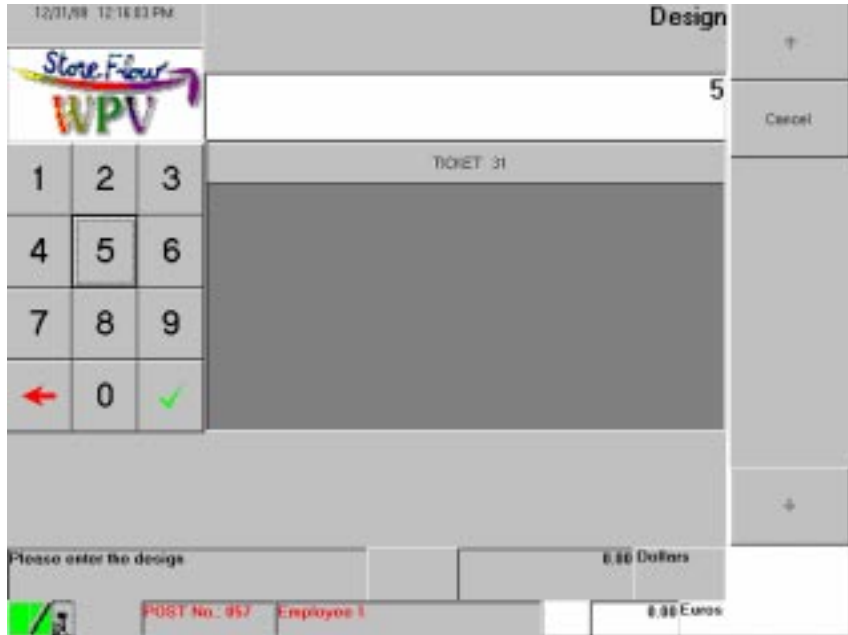 12/31/98 12:16:03 PM
Design
Store Flow
WPV
5
Cancel
TICKET 31
1 2 3
4 5 6
7 8 9
0
Please enter the design
0.00 Dollars
POST No.: 057 Employee 1
0.00 Euros